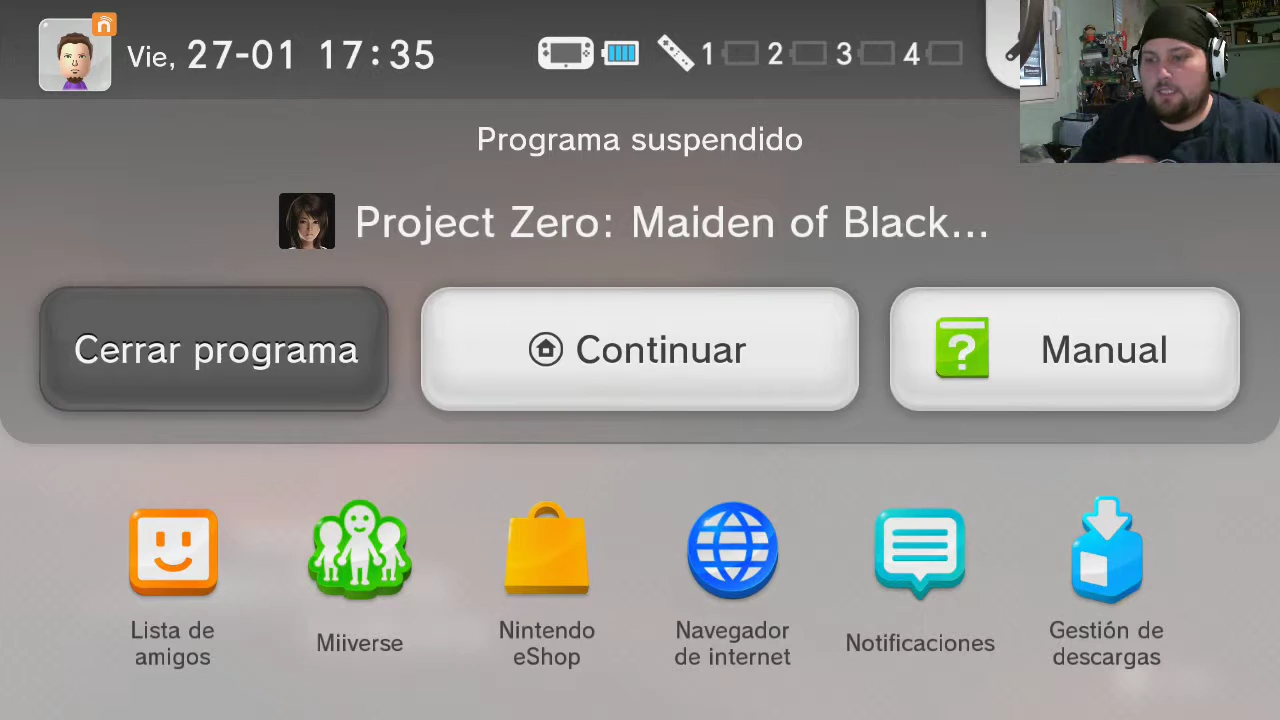 Vie, 27-01 17:35
1 2 3 4
Programa suspendido
Project Zero: Maiden of Black...
Cerrar programa
Continuar
? Manual
Lista de
amigos
Miiverse
Nintendo
eShop
Navegador
de internet
Notificaciones
Gestión de
descargas